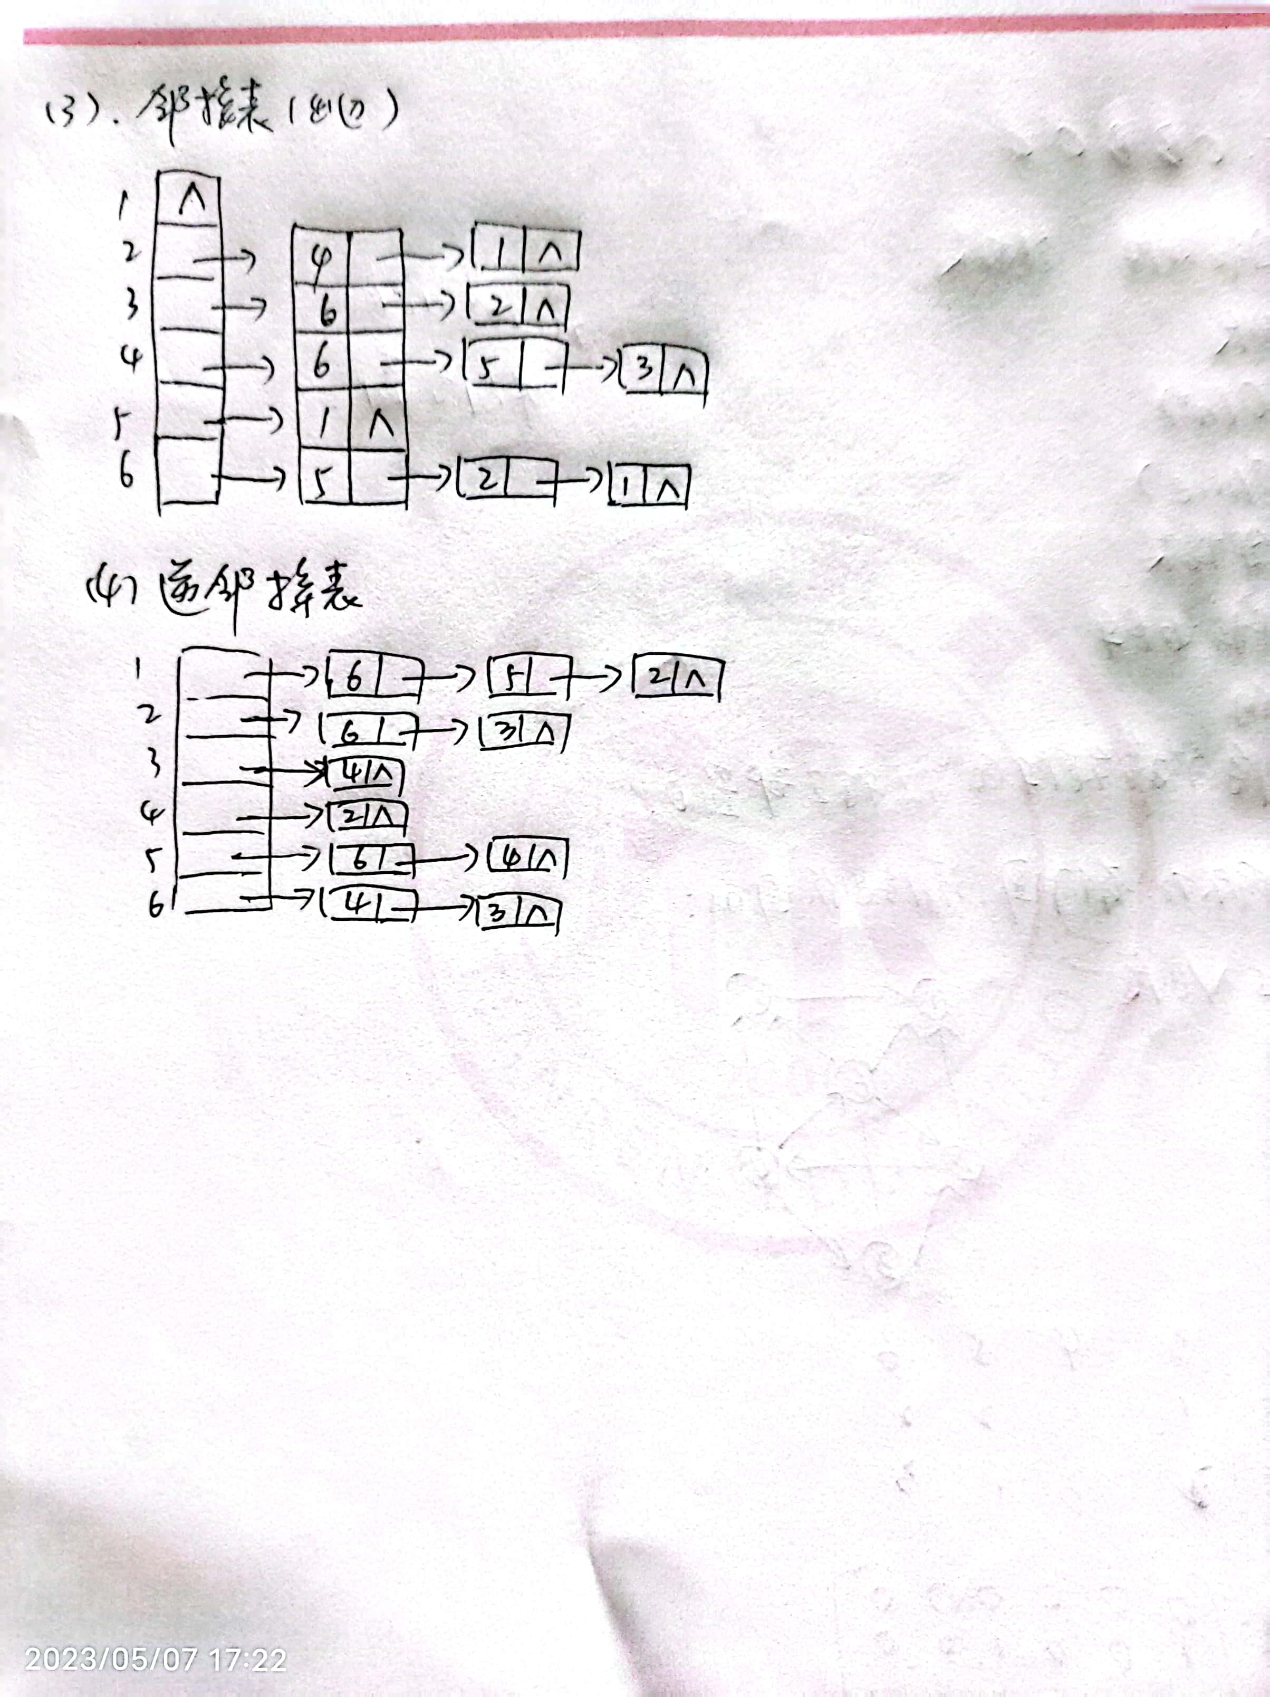 (3). 邻接表(出边)
1 ∧
2 → 4 → 1 ∧
3 → 6 → 2 ∧
4 → 6 → 5 → 3 ∧
5 → 1 ∧
6 → 5 → 2 → 1 ∧
(4) 逆邻接表
1 → 6 → 5 → 2 ∧
2 → 6 → 3 ∧
3 → 4 ∧
4 → 2 ∧
5 → 6 → 4 ∧
6 → 4 → 3 ∧
2023/05/07 17:22